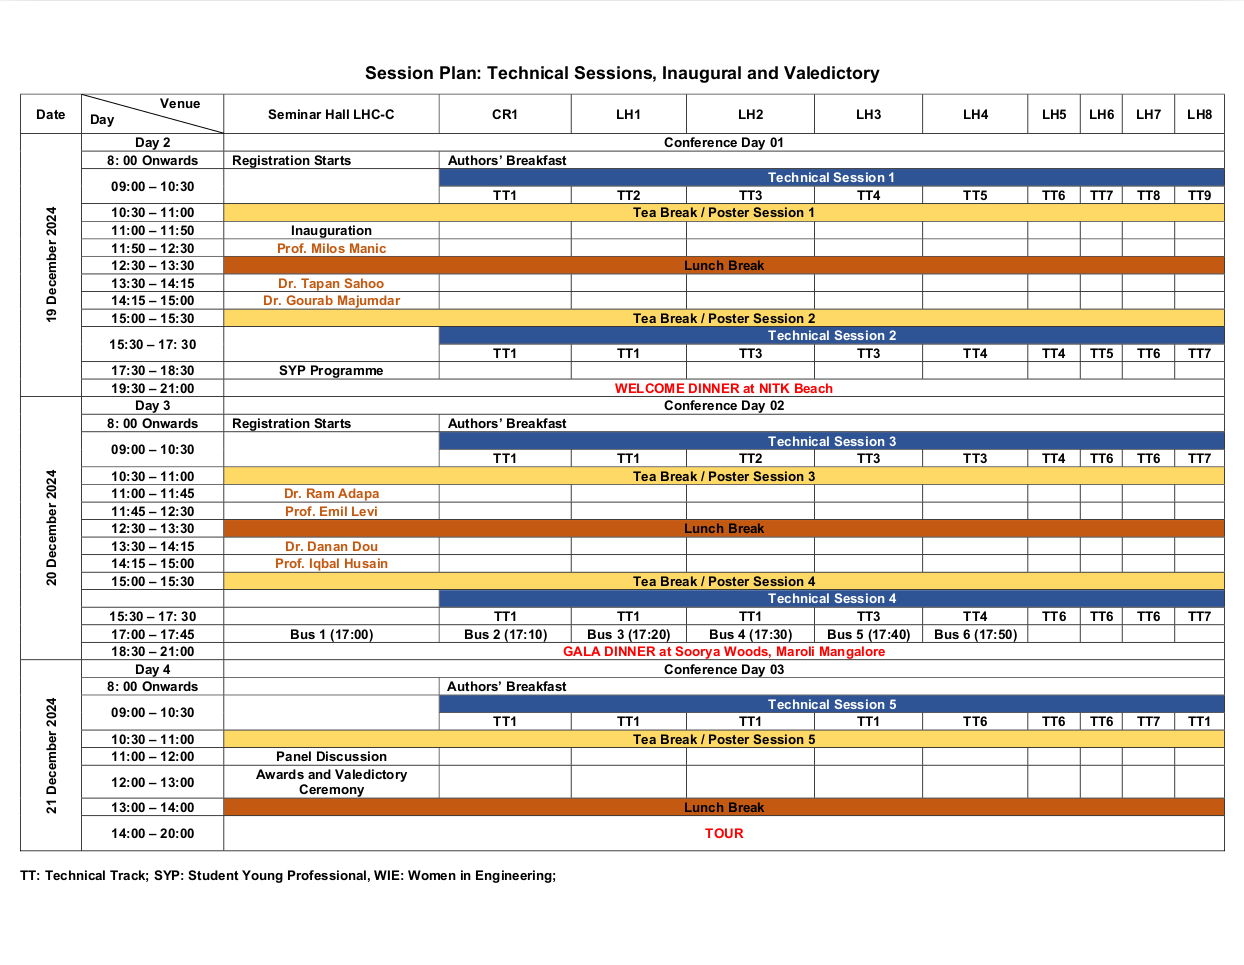 Session Plan: Technical Sessions, Inaugural and Valedictory
Date Venue Day Seminar Hall LHC-C CR1 LH1 LH2 LH3 LH4 LH5 LH6 LH7 LH8
19 December 2024
Day 2 Conference Day 01
8: 00 Onwards Registration Starts Authors’ Breakfast
09:00 – 10:30 Technical Session 1
TT1 TT2 TT3 TT4 TT5 TT6 TT7 TT8 TT9
10:30 – 11:00 Tea Break / Poster Session 1
11:00 – 11:50 Inauguration
11:50 – 12:30 Prof. Milos Manic
12:30 – 13:30 Lunch Break
13:30 – 14:15 Dr. Tapan Sahoo
14:15 – 15:00 Dr. Gourab Majumdar
15:00 – 15:30 Tea Break / Poster Session 2
15:30 – 17: 30 Technical Session 2
TT1 TT1 TT3 TT3 TT4 TT4 TT5 TT6 TT7
17:30 – 18:30 SYP Programme
19:30 – 21:00 WELCOME DINNER at NITK Beach
20 December 2024
Day 3 Conference Day 02
8: 00 Onwards Registration Starts Authors’ Breakfast
09:00 – 10:30 Technical Session 3
TT1 TT1 TT2 TT3 TT3 TT4 TT6 TT6 TT7
10:30 – 11:00 Tea Break / Poster Session 3
11:00 – 11:45 Dr. Ram Adapa
11:45 – 12:30 Prof. Emil Levi
12:30 – 13:30 Lunch Break
13:30 – 14:15 Dr. Danan Dou
14:15 – 15:00 Prof. Iqbal Husain
15:00 – 15:30 Tea Break / Poster Session 4
Technical Session 4
15:30 – 17: 30 TT1 TT1 TT1 TT3 TT4 TT6 TT6 TT6 TT7
17:00 – 17:45 Bus 1 (17:00) Bus 2 (17:10) Bus 3 (17:20) Bus 4 (17:30) Bus 5 (17:40) Bus 6 (17:50)
18:30 – 21:00 GALA DINNER at Soorya Woods, Maroli Mangalore
21 December 2024
Day 4 Conference Day 03
8: 00 Onwards Authors’ Breakfast
09:00 – 10:30 Technical Session 5
TT1 TT1 TT1 TT1 TT6 TT6 TT6 TT7 TT1
10:30 – 11:00 Tea Break / Poster Session 5
11:00 – 12:00 Panel Discussion
12:00 – 13:00 Awards and Valedictory
Ceremony
13:00 – 14:00 Lunch Break
14:00 – 20:00 TOUR
TT: Technical Track; SYP: Student Young Professional, WIE: Women in Engineering;